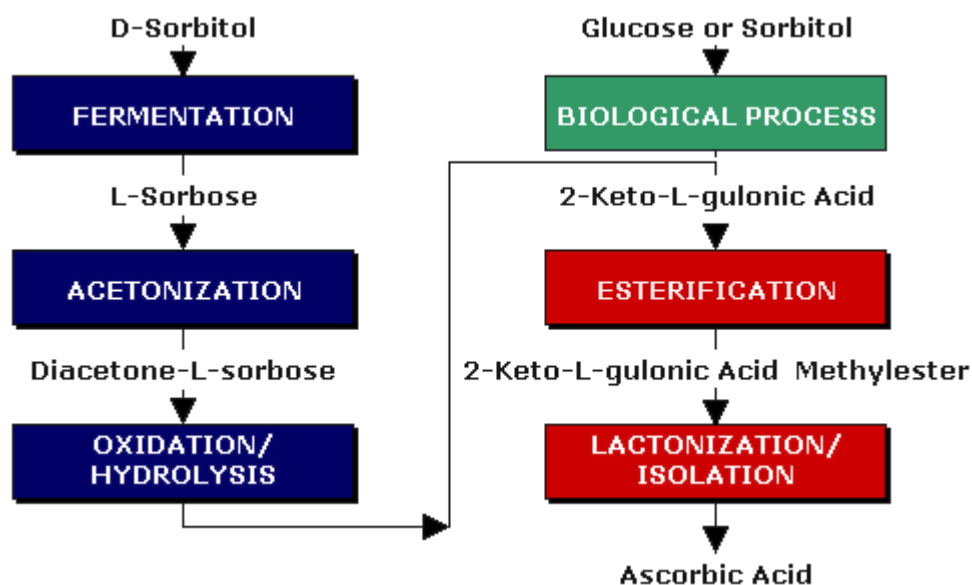 D-Sorbitol
FERMENTATION
L-Sorbose
ACETONIZATION
Diacetone-L-sorbose
OXIDATION/
HYDROLYSIS
Glucose or Sorbitol
BIOLOGICAL PROCESS
2-Keto-L-gulonic Acid
ESTERIFICATION
2-Keto-L-gulonic Acid Methylester
LACTONIZATION/
ISOLATION
Ascorbic Acid